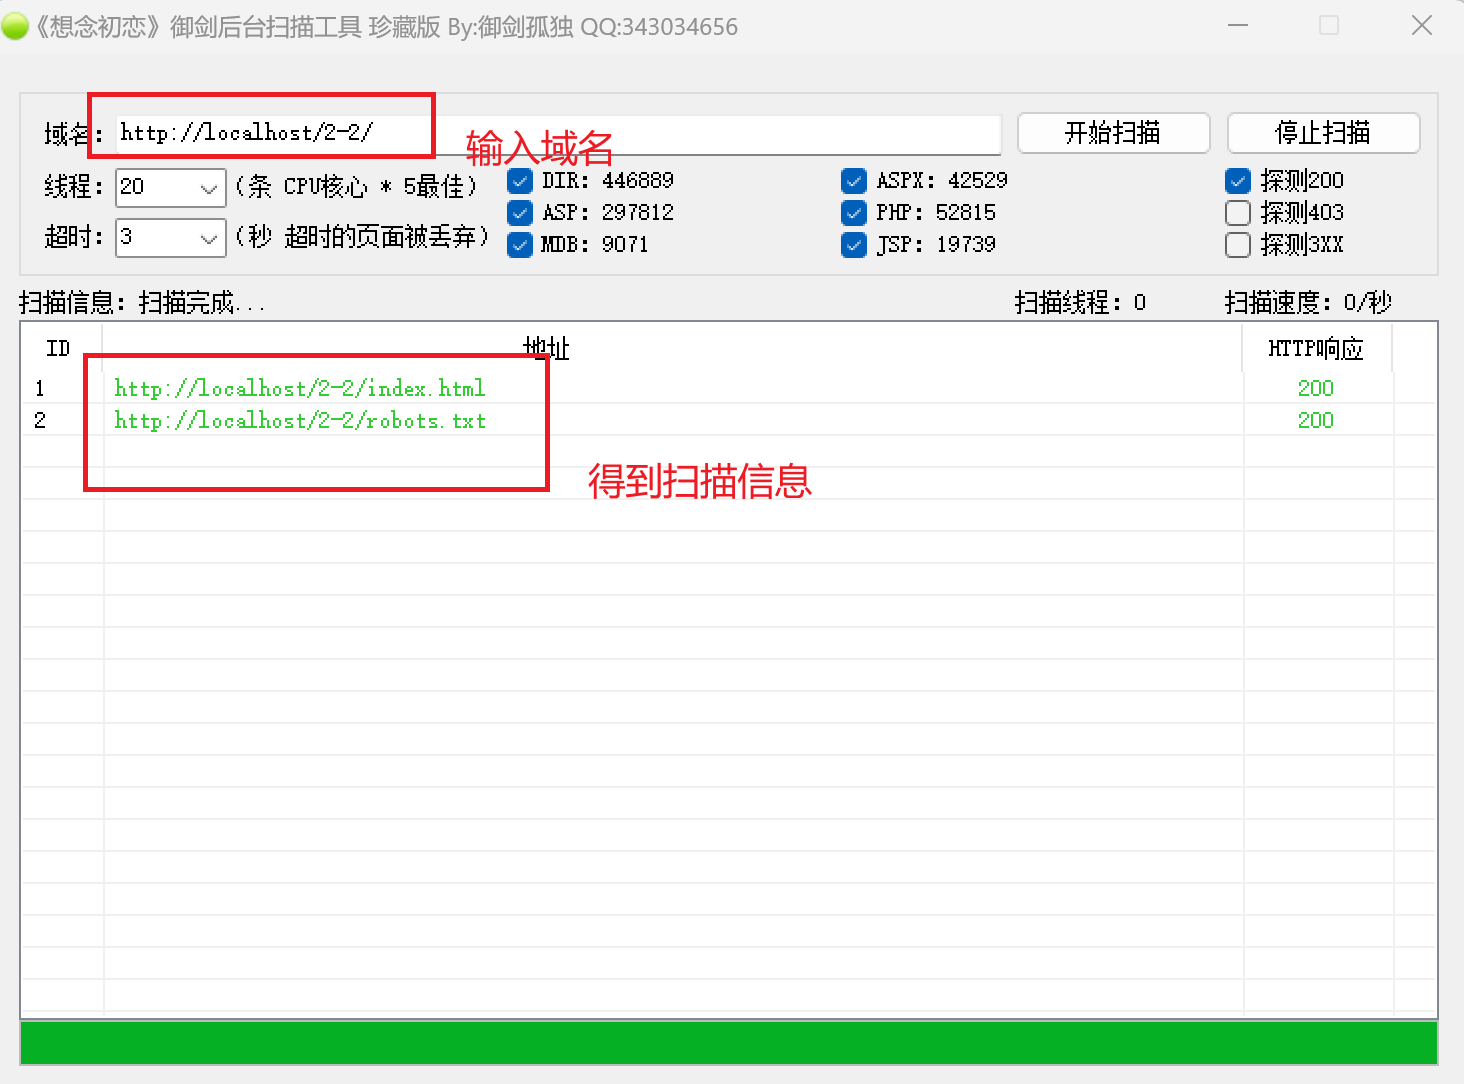 《想念初恋》御剑后台扫描工具 珍藏版 By:御剑孤独 QQ:343034656
域名: http://localhost/2-2/ 输入域名 开始扫描 停止扫描
线程: 20 (条 CPU核心 * 5最佳) DIR: 446889 ASPX: 42529 探测200
ASP: 297812 PHP: 52815 探测403
超时: 3 (秒 超时的页面被丢弃) MDB: 9071 JSP: 19739 探测3XX
扫描信息: 扫描完成... 扫描线程: 0 扫描速度: 0/秒
ID 地址 HTTP响应
1 http://localhost/2-2/index.html 200
2 http://localhost/2-2/robots.txt 200
得到扫描信息